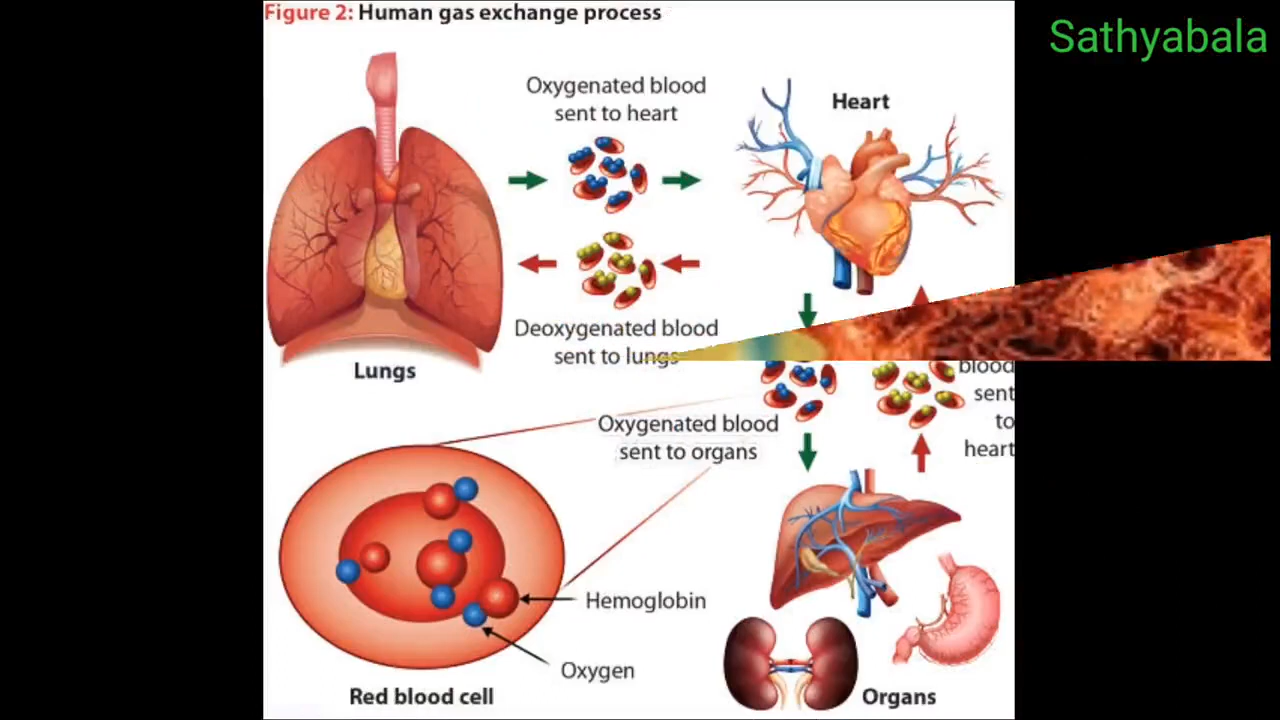 Figure 2: Human gas exchange process
Sathyabala
Oxygenated blood
sent to heart
Heart
Deoxygenated blood
sent to lungs
Lungs
blood
sent
to
heart
Oxygenated blood
sent to organs
Hemoglobin
Oxygen
Red blood cell
Organs